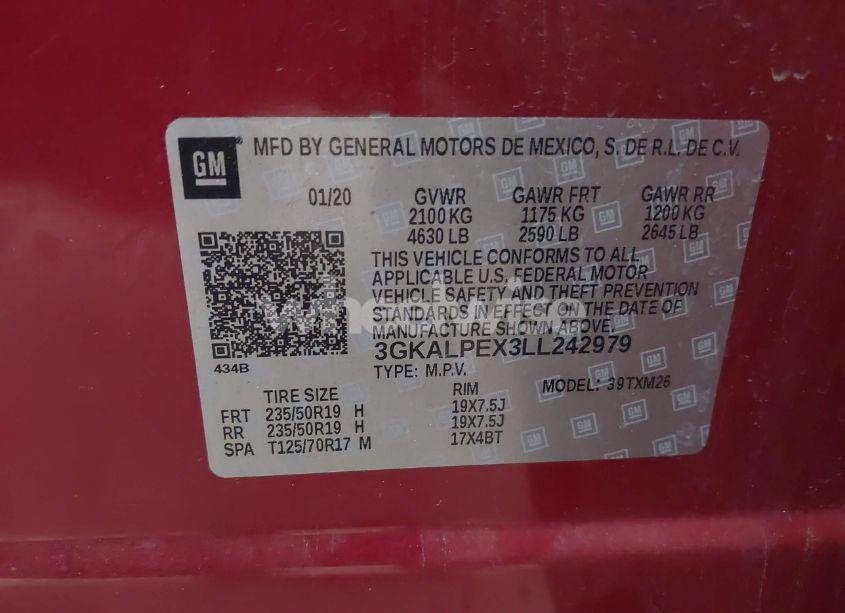 GM
MFD BY GENERAL MOTORS DE MEXICO, S. DE R.L. DE C.V.
01/20 GVWR GAWR FRT GAWR RR
2100 KG 1175 KG 1200 KG
4630 LB 2590 LB 2645 LB
THIS VEHICLE CONFORMS TO ALL
APPLICABLE U.S. FEDERAL MOTOR
VEHICLE SAFETY AND THEFT PREVENTION
STANDARDS IN EFFECT ON THE DATE OF
MANUFACTURE SHOWN ABOVE.
3GKALPEX3LL242979
434B
TYPE: M.P.V. MODEL: 39TXM26
TIRE SIZE RIM
FRT 235/50R19 H 19X7.5J
RR 235/50R19 H 19X7.5J
SPA T125/70R17 M 17X4BT